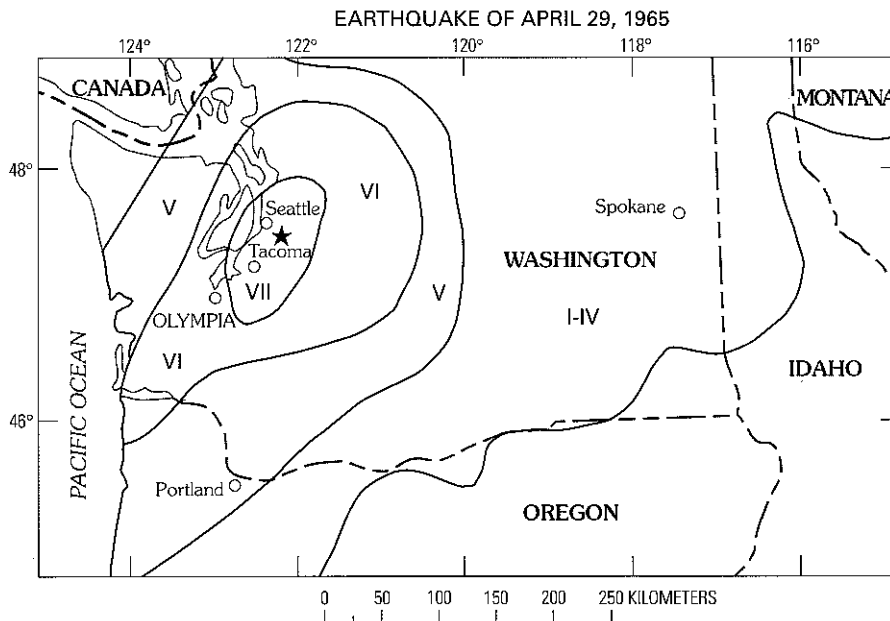 EARTHQUAKE OF APRIL 29, 1965
124° 122° 120° 118° 116°
CANADA
MONTANA
48°
V
VI
Seattle
Spokane
Tacoma
WASHINGTON
VII
V
OLYMPIA
I-IV
VI
IDAHO
46°
PACIFIC OCEAN
Portland
OREGON
0 50 100 150 200 250 KILOMETERS